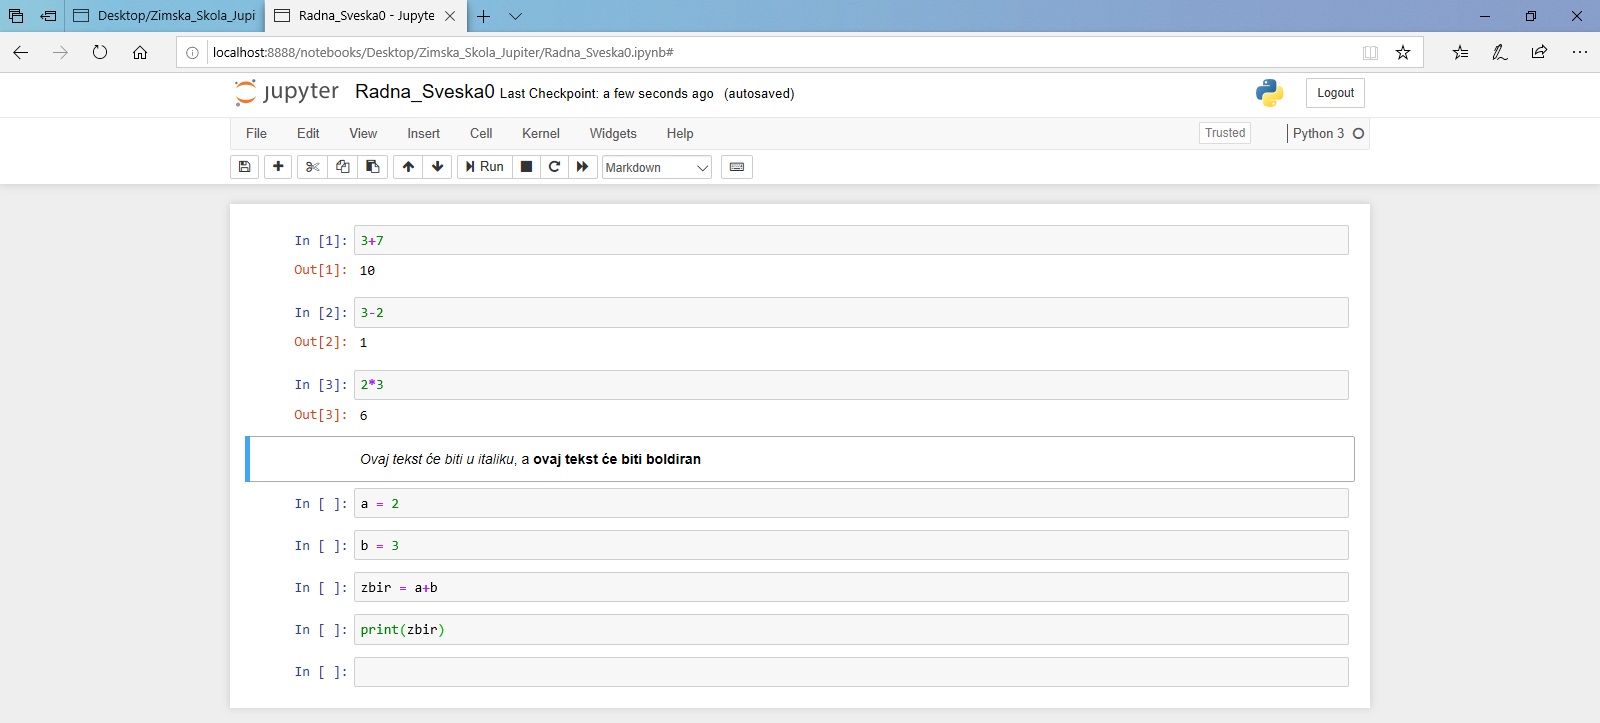 Desktop/Zimska_Skola_Jupi
Radna_Sveska0 - Jupyte
localhost:8888/notebooks/Desktop/Zimska_Skola_Jupiter/Radna_Sveska0.ipynb#
jupyter Radna_Sveska0 Last Checkpoint: a few seconds ago (autosaved)
Logout
File Edit View Insert Cell Kernel Widgets Help
Trusted
Python 3
Run
Markdown
In [1]: 3+7
Out[1]: 10
In [2]: 3-2
Out[2]: 1
In [3]: 2*3
Out[3]: 6
Ovaj tekst će biti u italiku, a ovaj tekst će biti boldiran
In [ ]: a = 2
In [ ]: b = 3
In [ ]: zbir = a+b
In [ ]: print(zbir)
In [ ]: